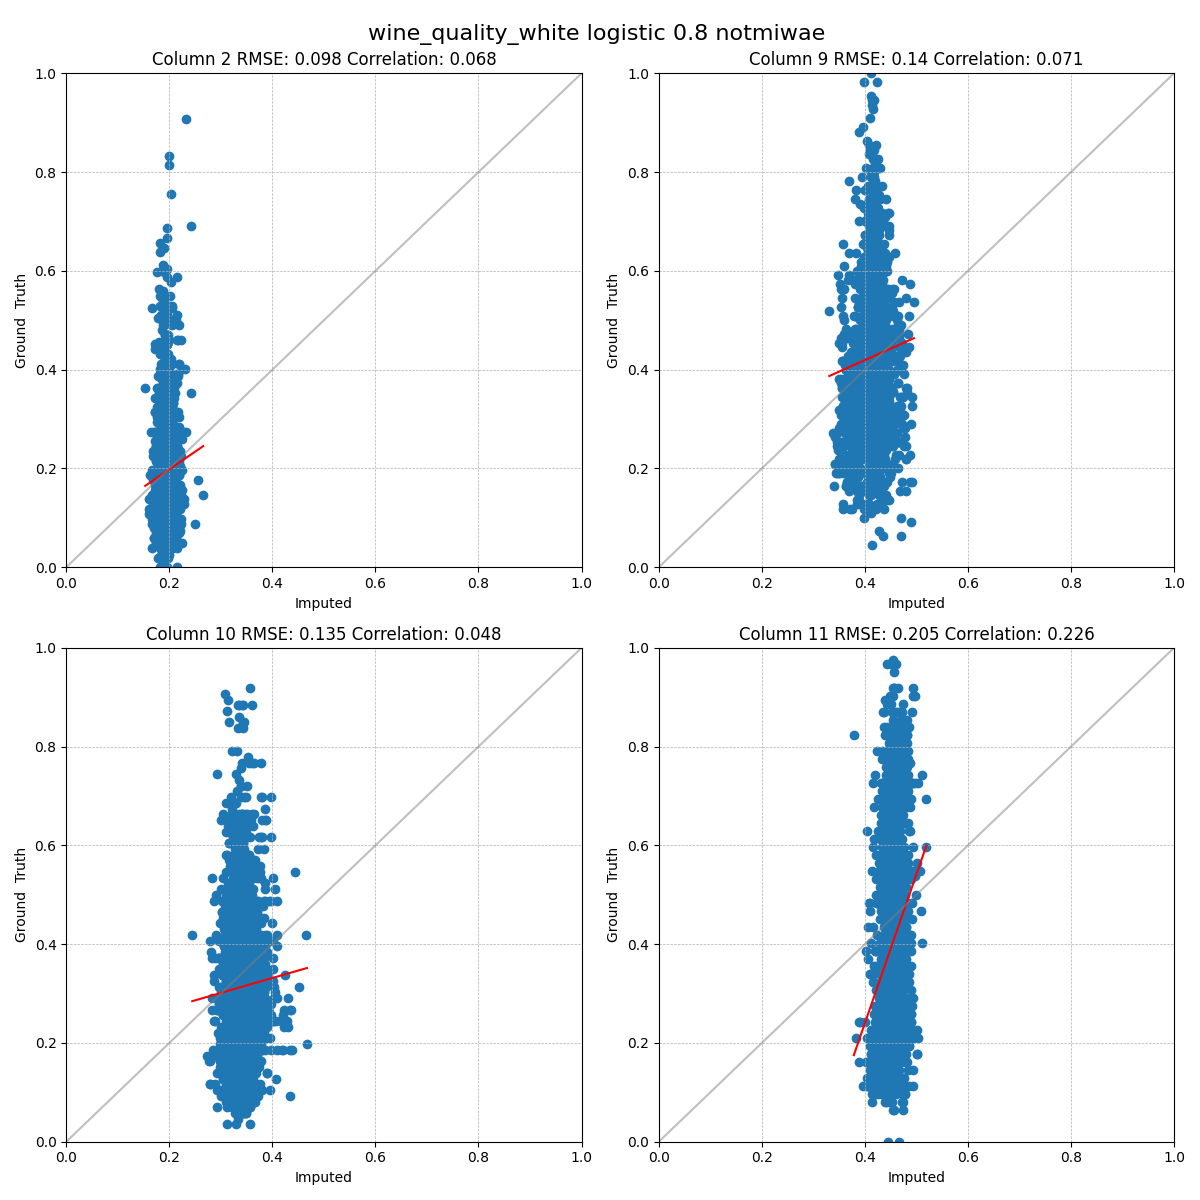 wine_quality_white logistic 0.8 notmiwae
Column 2 RMSE: 0.098 Correlation: 0.068
1.0
0.8
0.6
0.4
0.2
0.0
Ground Truth
0.0 0.2 0.4 0.6 0.8 1.0
Imputed
Column 9 RMSE: 0.14 Correlation: 0.071
1.0
0.8
0.6
0.4
0.2
0.0
Ground Truth
0.0 0.2 0.4 0.6 0.8 1.0
Imputed
Column 10 RMSE: 0.135 Correlation: 0.048
1.0
0.8
0.6
0.4
0.2
0.0
Ground Truth
0.0 0.2 0.4 0.6 0.8 1.0
Imputed
Column 11 RMSE: 0.205 Correlation: 0.226
1.0
0.8
0.6
0.4
0.2
0.0
Ground Truth
0.0 0.2 0.4 0.6 0.8 1.0
Imputed